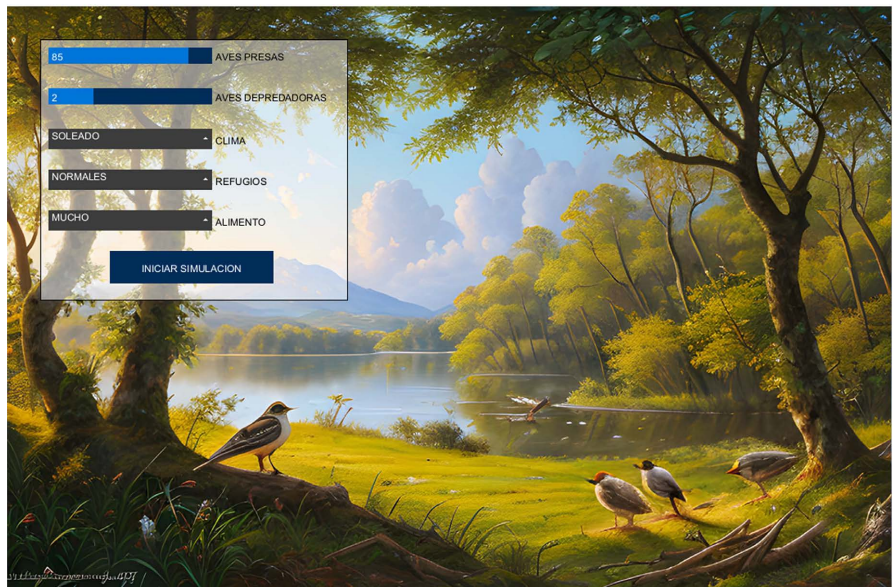 85 AVES PRESAS
2 AVES DEPREDADORAS
SOLEADO CLIMA
NORMALES REFUGIOS
MUCHO ALIMENTO
INICIAR SIMULACION